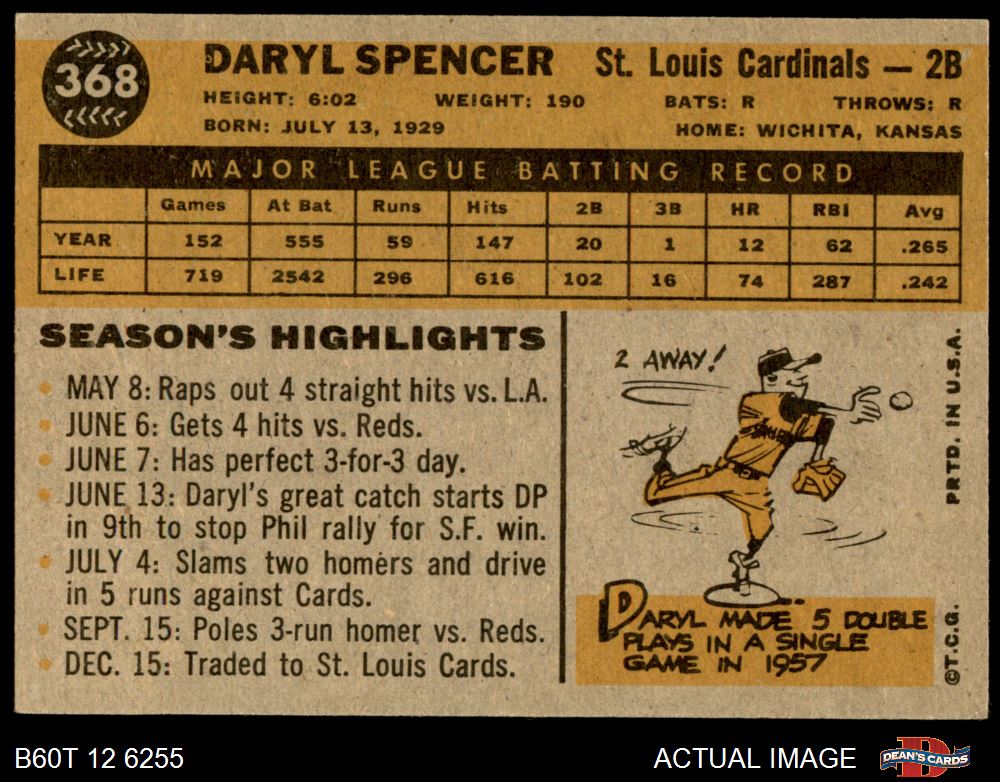 368
DARYL SPENCER St. Louis Cardinals — 2B
HEIGHT: 6:02 WEIGHT: 190 BATS: R THROWS: R
BORN: JULY 13, 1929 HOME: WICHITA, KANSAS
MAJOR LEAGUE BATTING RECORD
Games At Bat Runs Hits 2B 3B HR RBI Avg
YEAR 152 555 59 147 20 1 12 62 .265
LIFE 719 2542 296 616 102 16 74 287 .242
SEASON'S HIGHLIGHTS
MAY 8: Raps out 4 straight hits vs. L.A.
JUNE 6: Gets 4 hits vs. Reds.
JUNE 7: Has perfect 3-for-3 day.
JUNE 13: Daryl's great catch starts DP
in 9th to stop Phil rally for S.F. win.
JULY 4: Slams two homers and drive
in 5 runs against Cards.
SEPT. 15: Poles 3-run homer vs. Reds.
DEC. 15: Traded to St. Louis Cards.
2 AWAY!
DARYL MADE 5 DOUBLE
PLAYS IN A SINGLE
GAME IN 1957
PRTD. IN U.S.A.
©T.C.G.
B60T 12 6255
ACTUAL IMAGE
DEAN'S CARDS